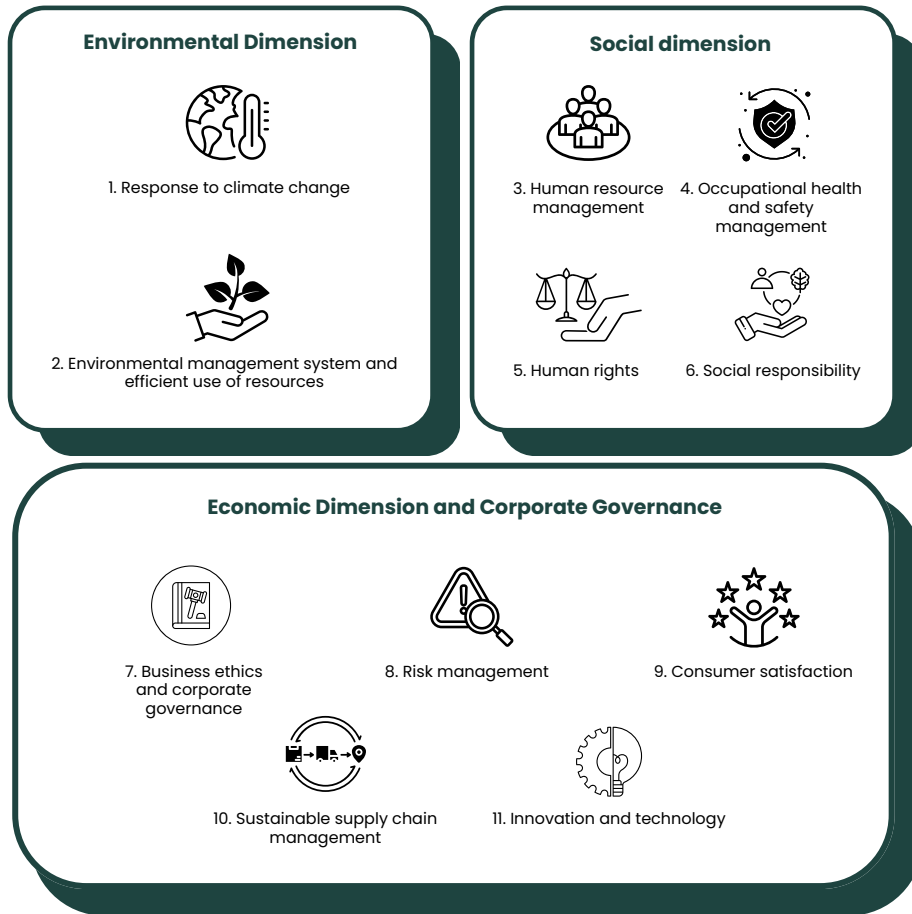 Environmental Dimension
1. Response to climate change
2. Environmental management system and
efficient use of resources
Social dimension
3. Human resource
management
4. Occupational health
and safety
management
5. Human rights
6. Social responsibility
Economic Dimension and Corporate Governance
7. Business ethics
and corporate
governance
8. Risk management
9. Consumer satisfaction
10. Sustainable supply chain
management
11. Innovation and technology